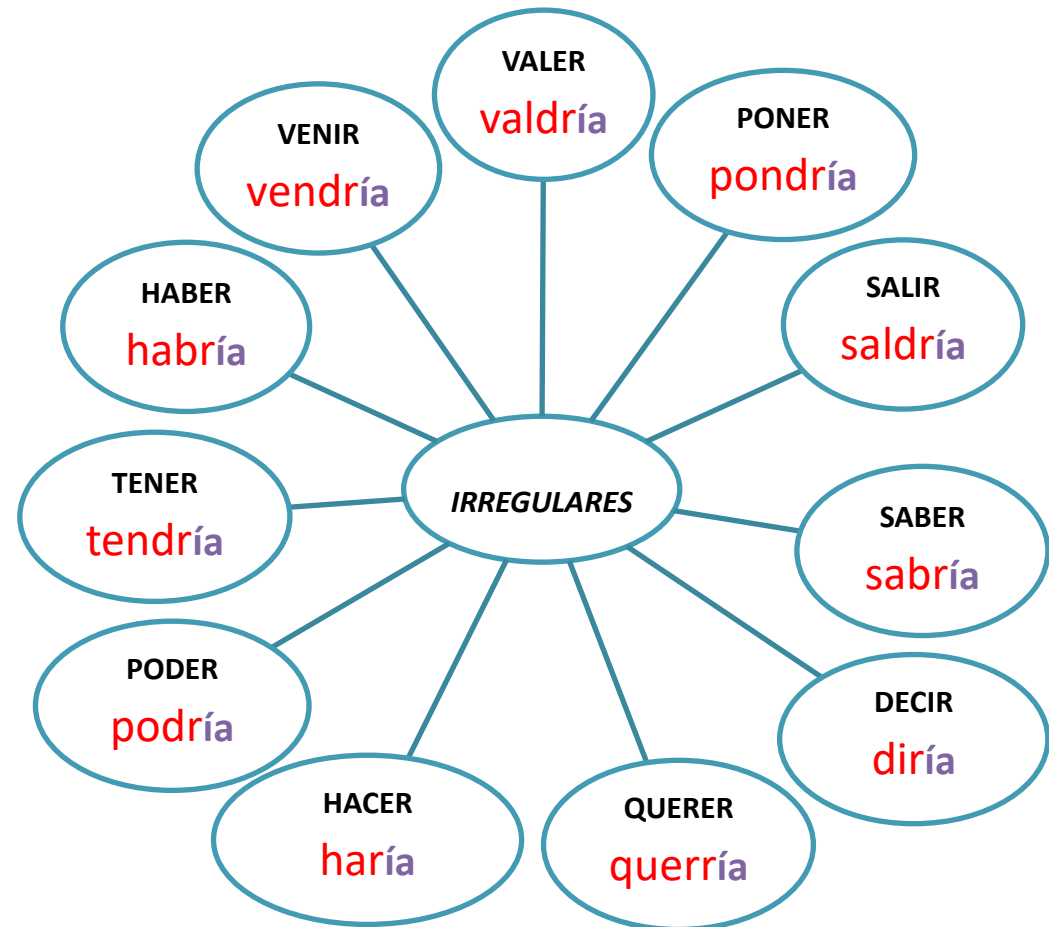 VALER
valdría
PONER
pondría
SALIR
saldría
SABER
sabría
DECIR
diría
QUERER
querría
HACER
haría
PODER
podría
TENER
tendría
HABER
habría
VENIR
vendría
IRREGULARES